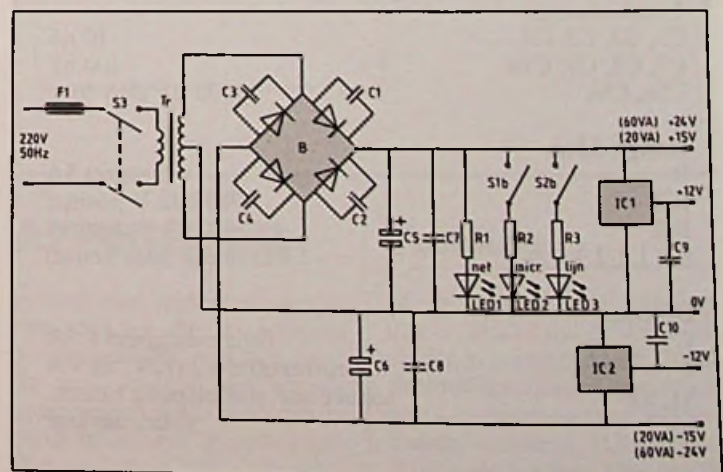 F1
S3
Tr
220V
50Hz
C3
C1
B
C4
C2
(60VA) +24V
(20VA) +15V
S1b
S2b
IC1
+12V
C5
C7
R1
R2
R3
C9
net
micr.
lijn
LED1
LED2
LED3
0V
C10
C6
C8
IC2
-12V
(20VA) -15V
(60VA) -24V